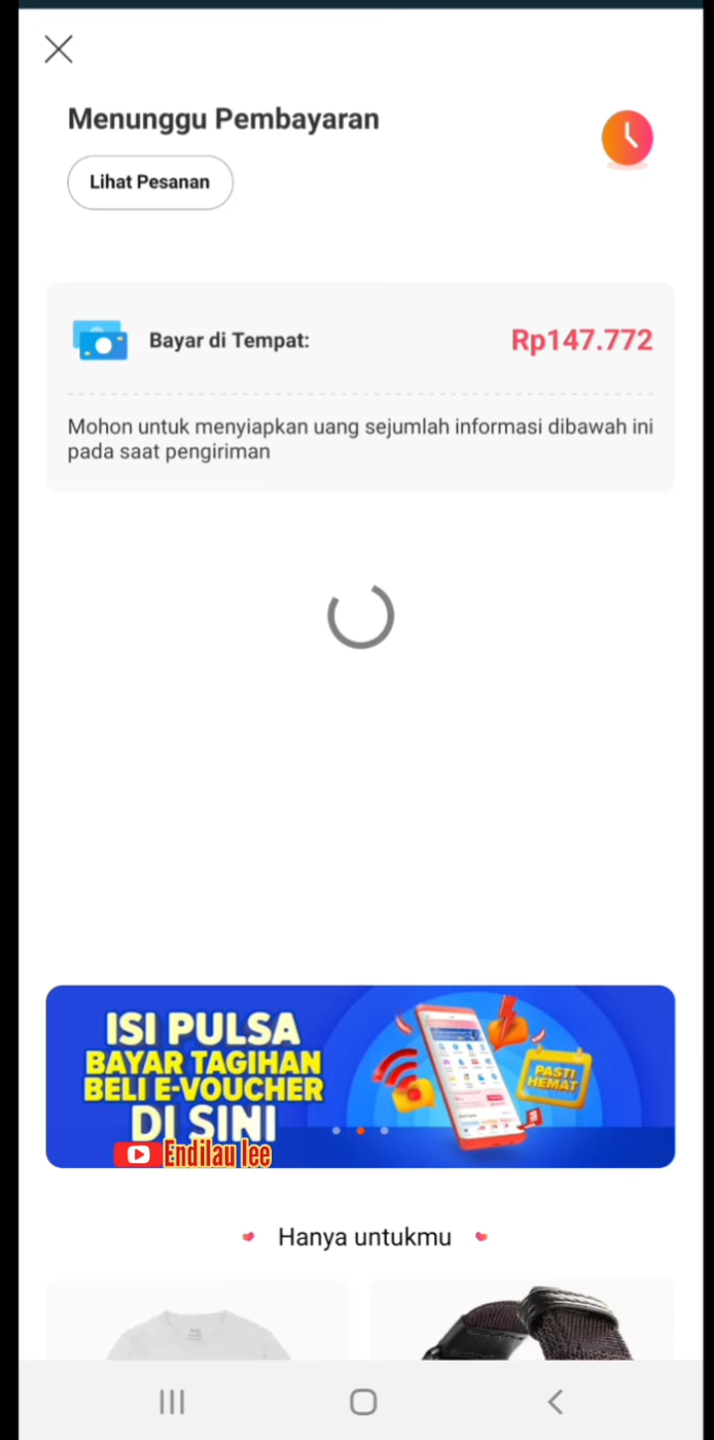 Menunggu Pembayaran
Lihat Pesanan
Bayar di Tempat:
Rp147.772
Mohon untuk menyiapkan uang sejumlah informasi dibawah ini
pada saat pengiriman
ISI PULSA
BAYAR TAGIHAN
BELI E-VOUCHER
DI SINI
PASTI
HEMAT
Endilau lee
Hanya untukmu